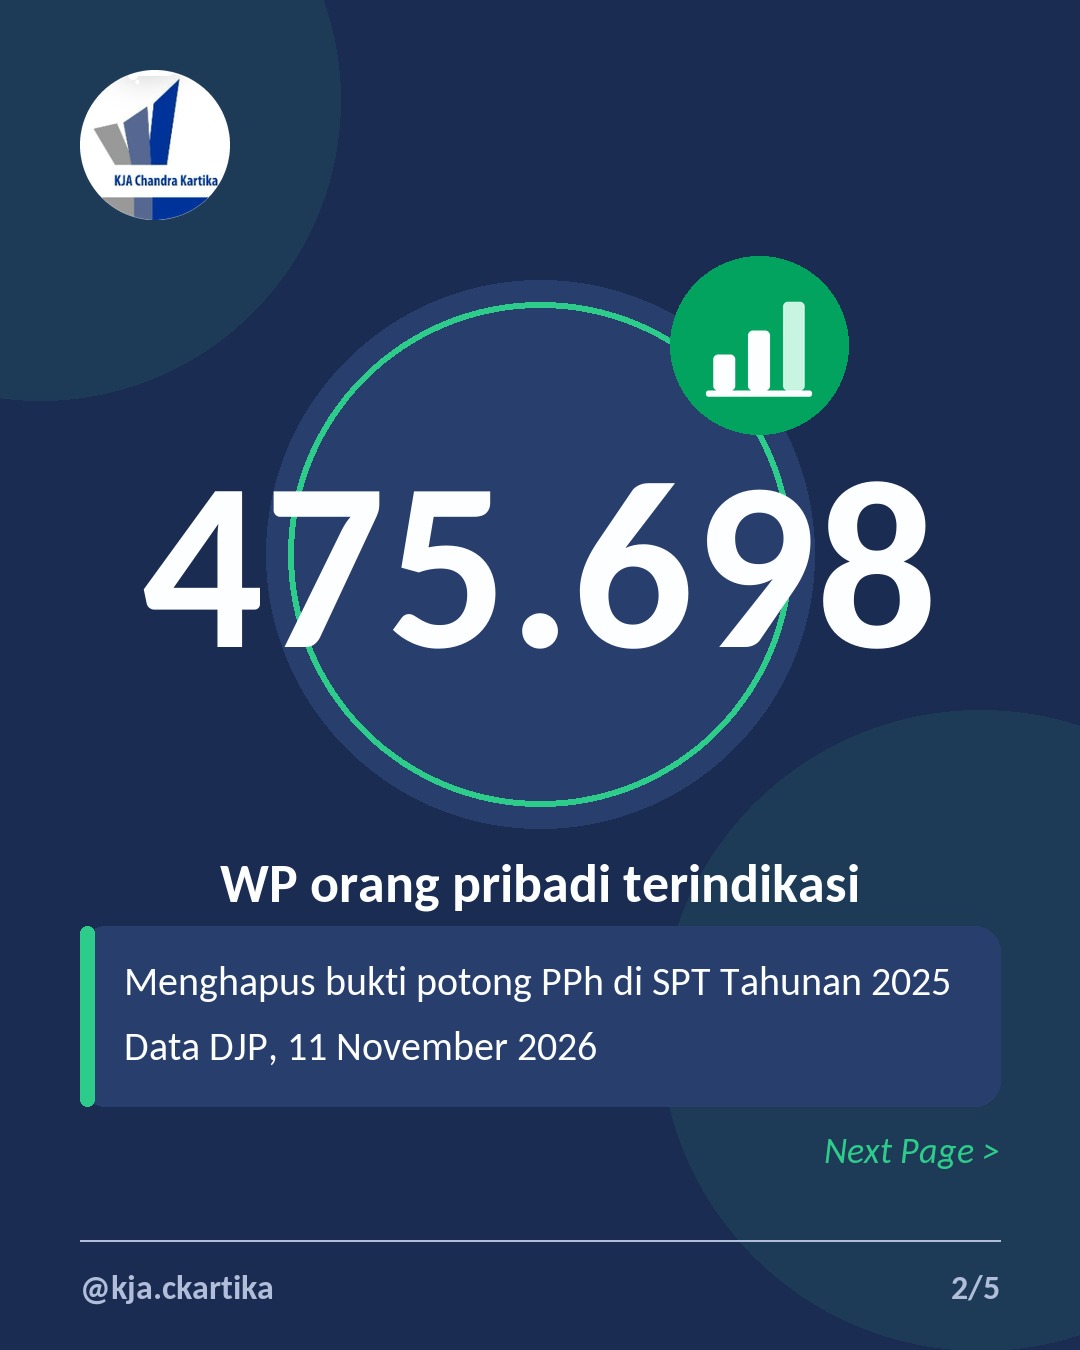 KJA Chandra Kartika
475.698
WP orang pribadi terindikasi
Menghapus bukti potong PPh di SPT Tahunan 2025
Data DJP, 11 November 2026
Next Page >
@kja.ckartika
2/5